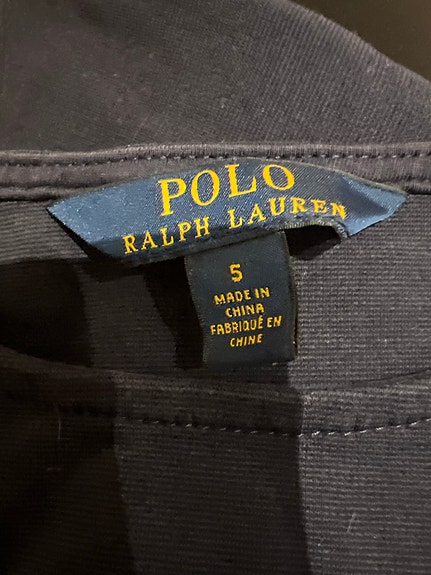 POLO
RALPH LAUREN
5
MADE IN
CHINA
FABRIQUÉ EN
CHINE